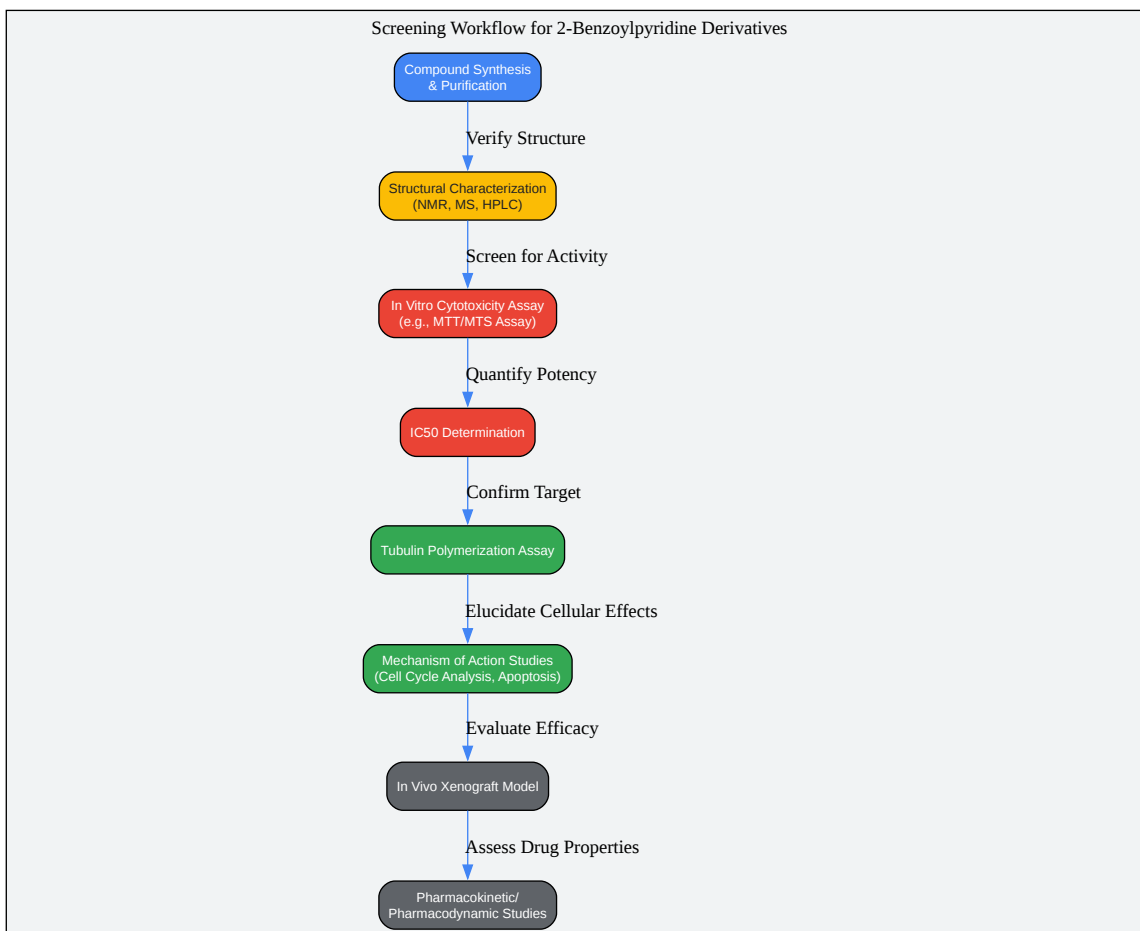 Screening Workflow for 2-Benzoylpyridine Derivatives
Compound Synthesis
& Purification
Verify Structure
Structural Characterization
(NMR, MS, HPLC)
Screen for Activity
In Vitro Cytotoxicity Assay
(e.g., MTT/MTS Assay)
Quantify Potency
IC50 Determination
Confirm Target
Tubulin Polymerization Assay
Elucidate Cellular Effects
Mechanism of Action Studies
(Cell Cycle Analysis, Apoptosis)
Evaluate Efficacy
In Vivo Xenograft Model
Assess Drug Properties
Pharmacokinetic/
Pharmacodynamic Studies